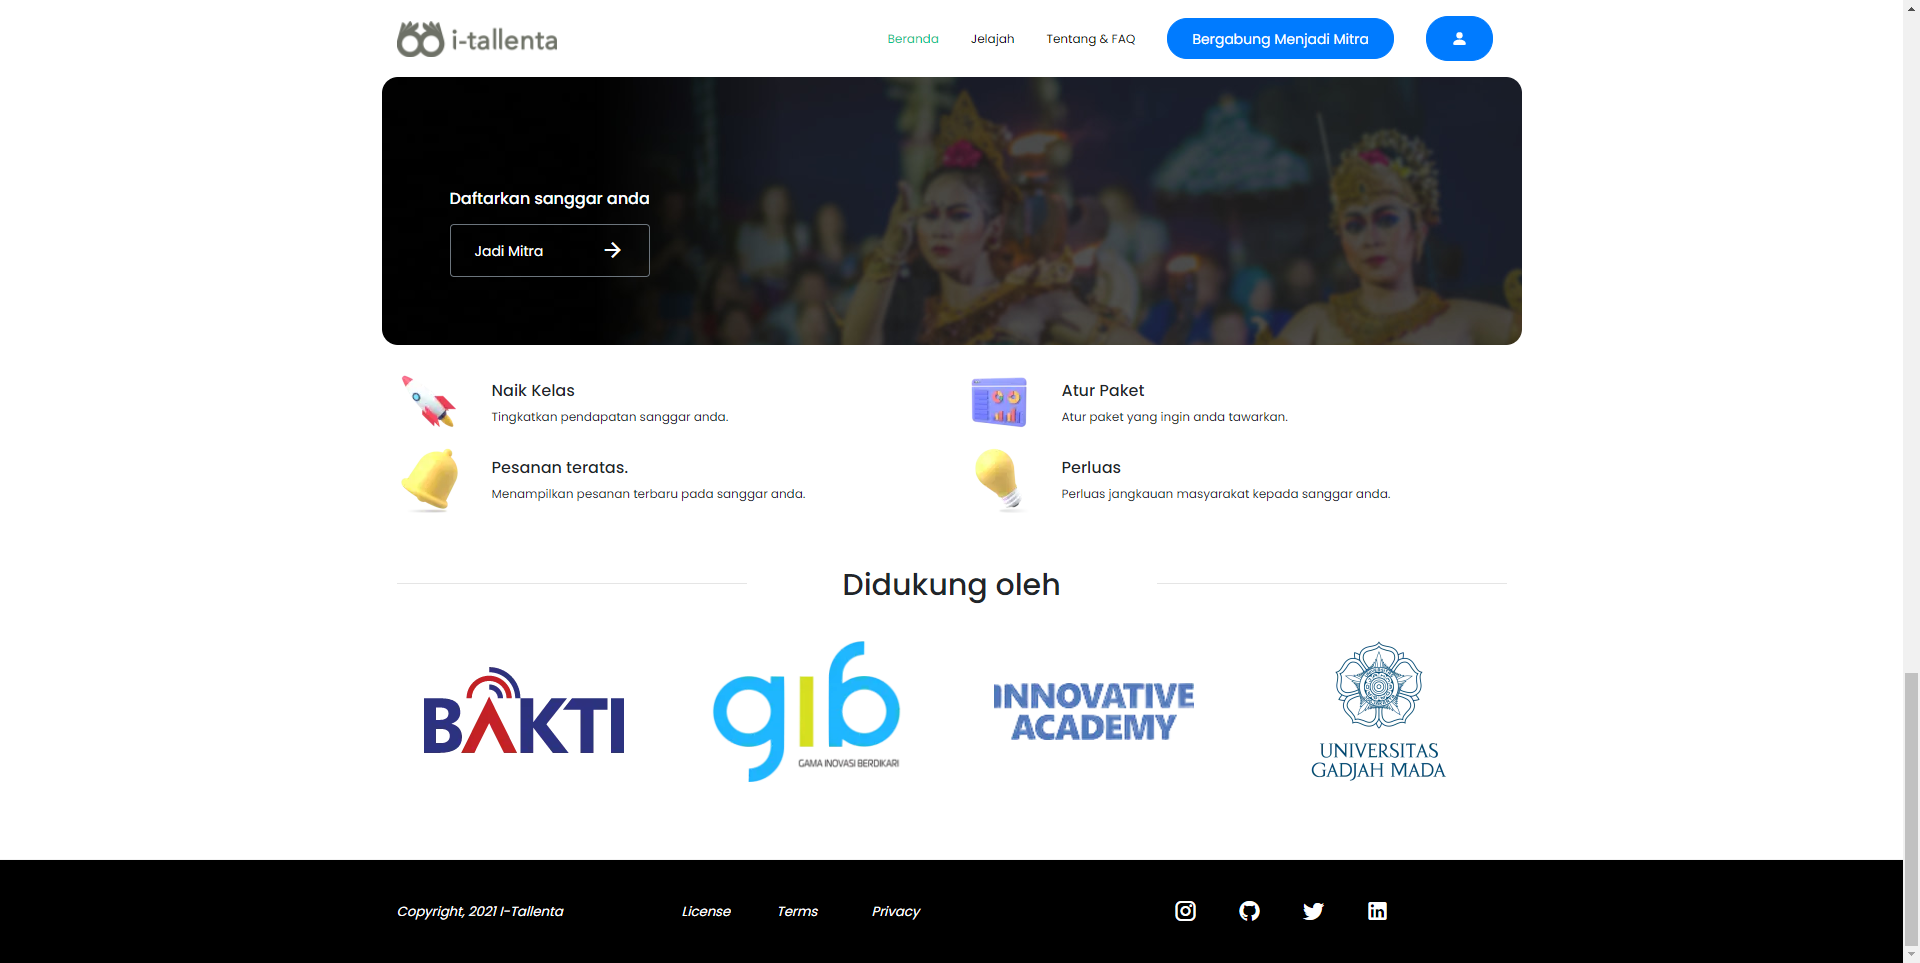 i-tallenta
Beranda
Jelajah
Tentang & FAQ
Bergabung Menjadi Mitra
Daftarkan sanggar anda
Jadi Mitra
Naik Kelas
Tingkatkan pendapatan sanggar anda.
Atur Paket
Atur paket yang ingin anda tawarkan.
Pesanan teratas.
Menampilkan pesanan terbaru pada sanggar anda.
Perluas
Perluas jangkauan masyarakat kepada sanggar anda.
Didukung oleh
BAKTI
gib
GAMA INOVASI BERDIKARI
INNOVATIVE
ACADEMY
UNIVERSITAS
GADJAH MADA
Copyright, 2021 I-Tallenta
License
Terms
Privacy